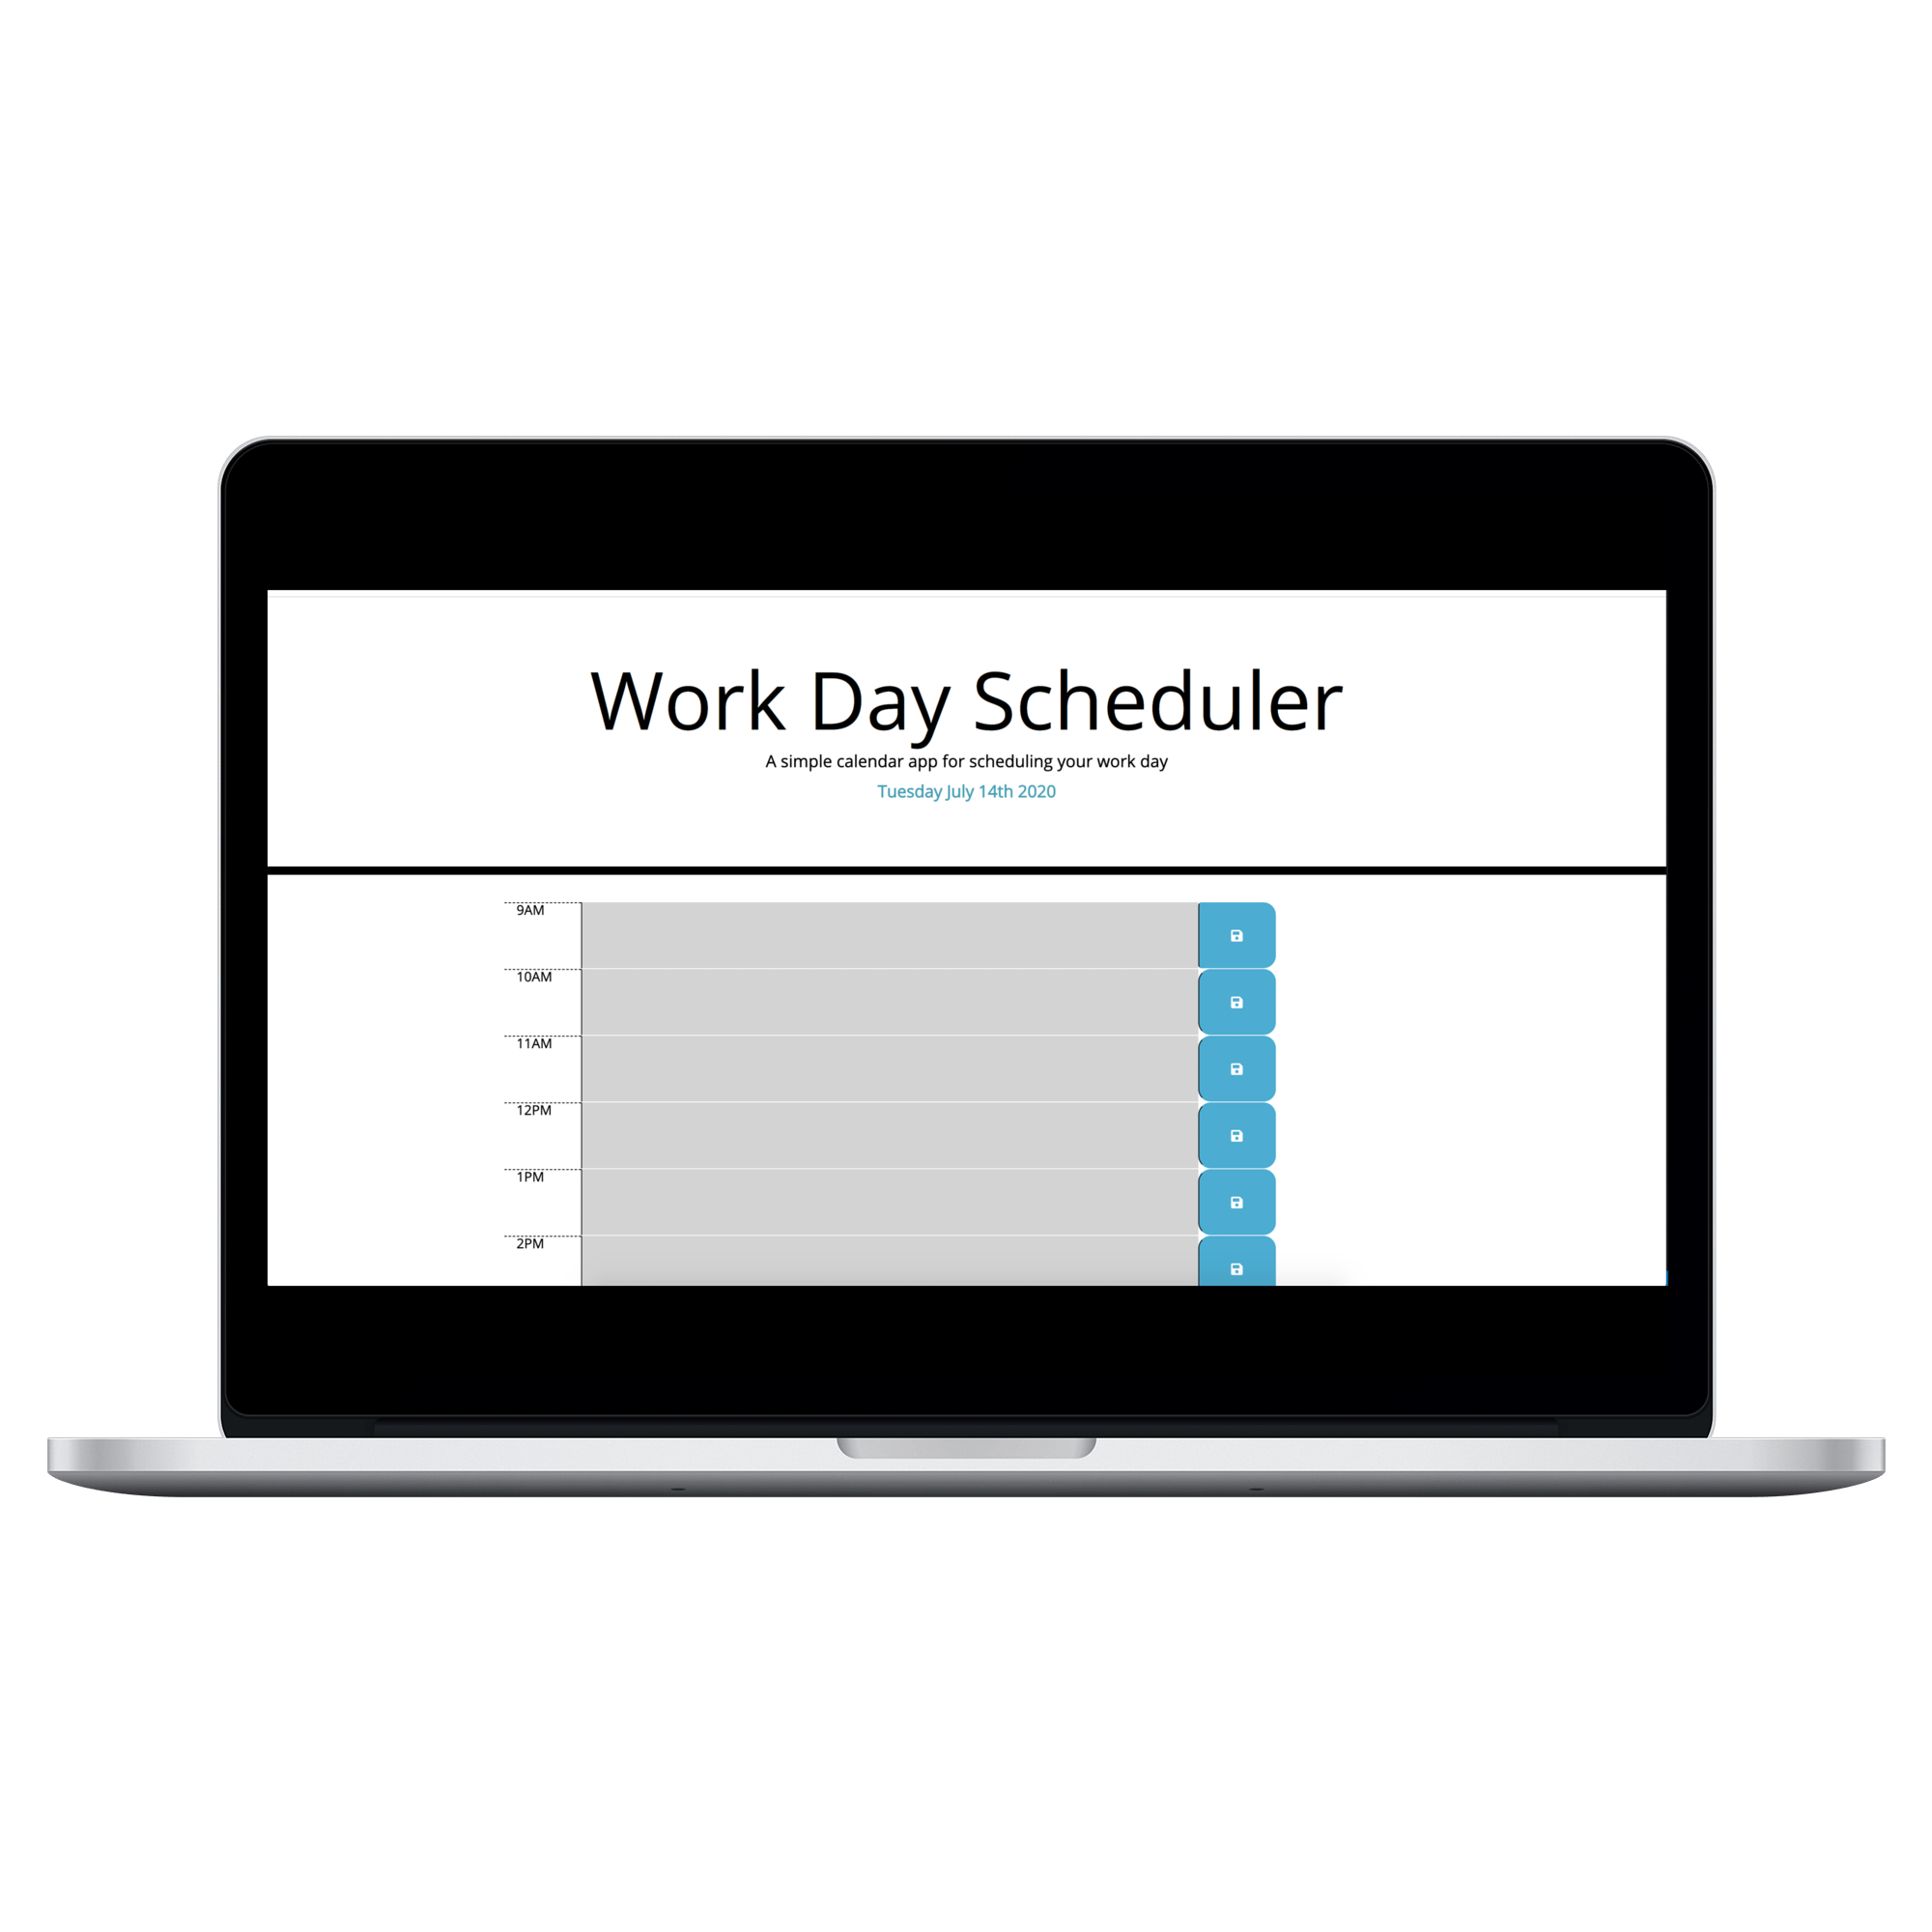 Work Day Scheduler
A simple calendar app for scheduling your work day
Tuesday July 14th 2020
9AM
10AM
11AM
12PM
1PM
2PM